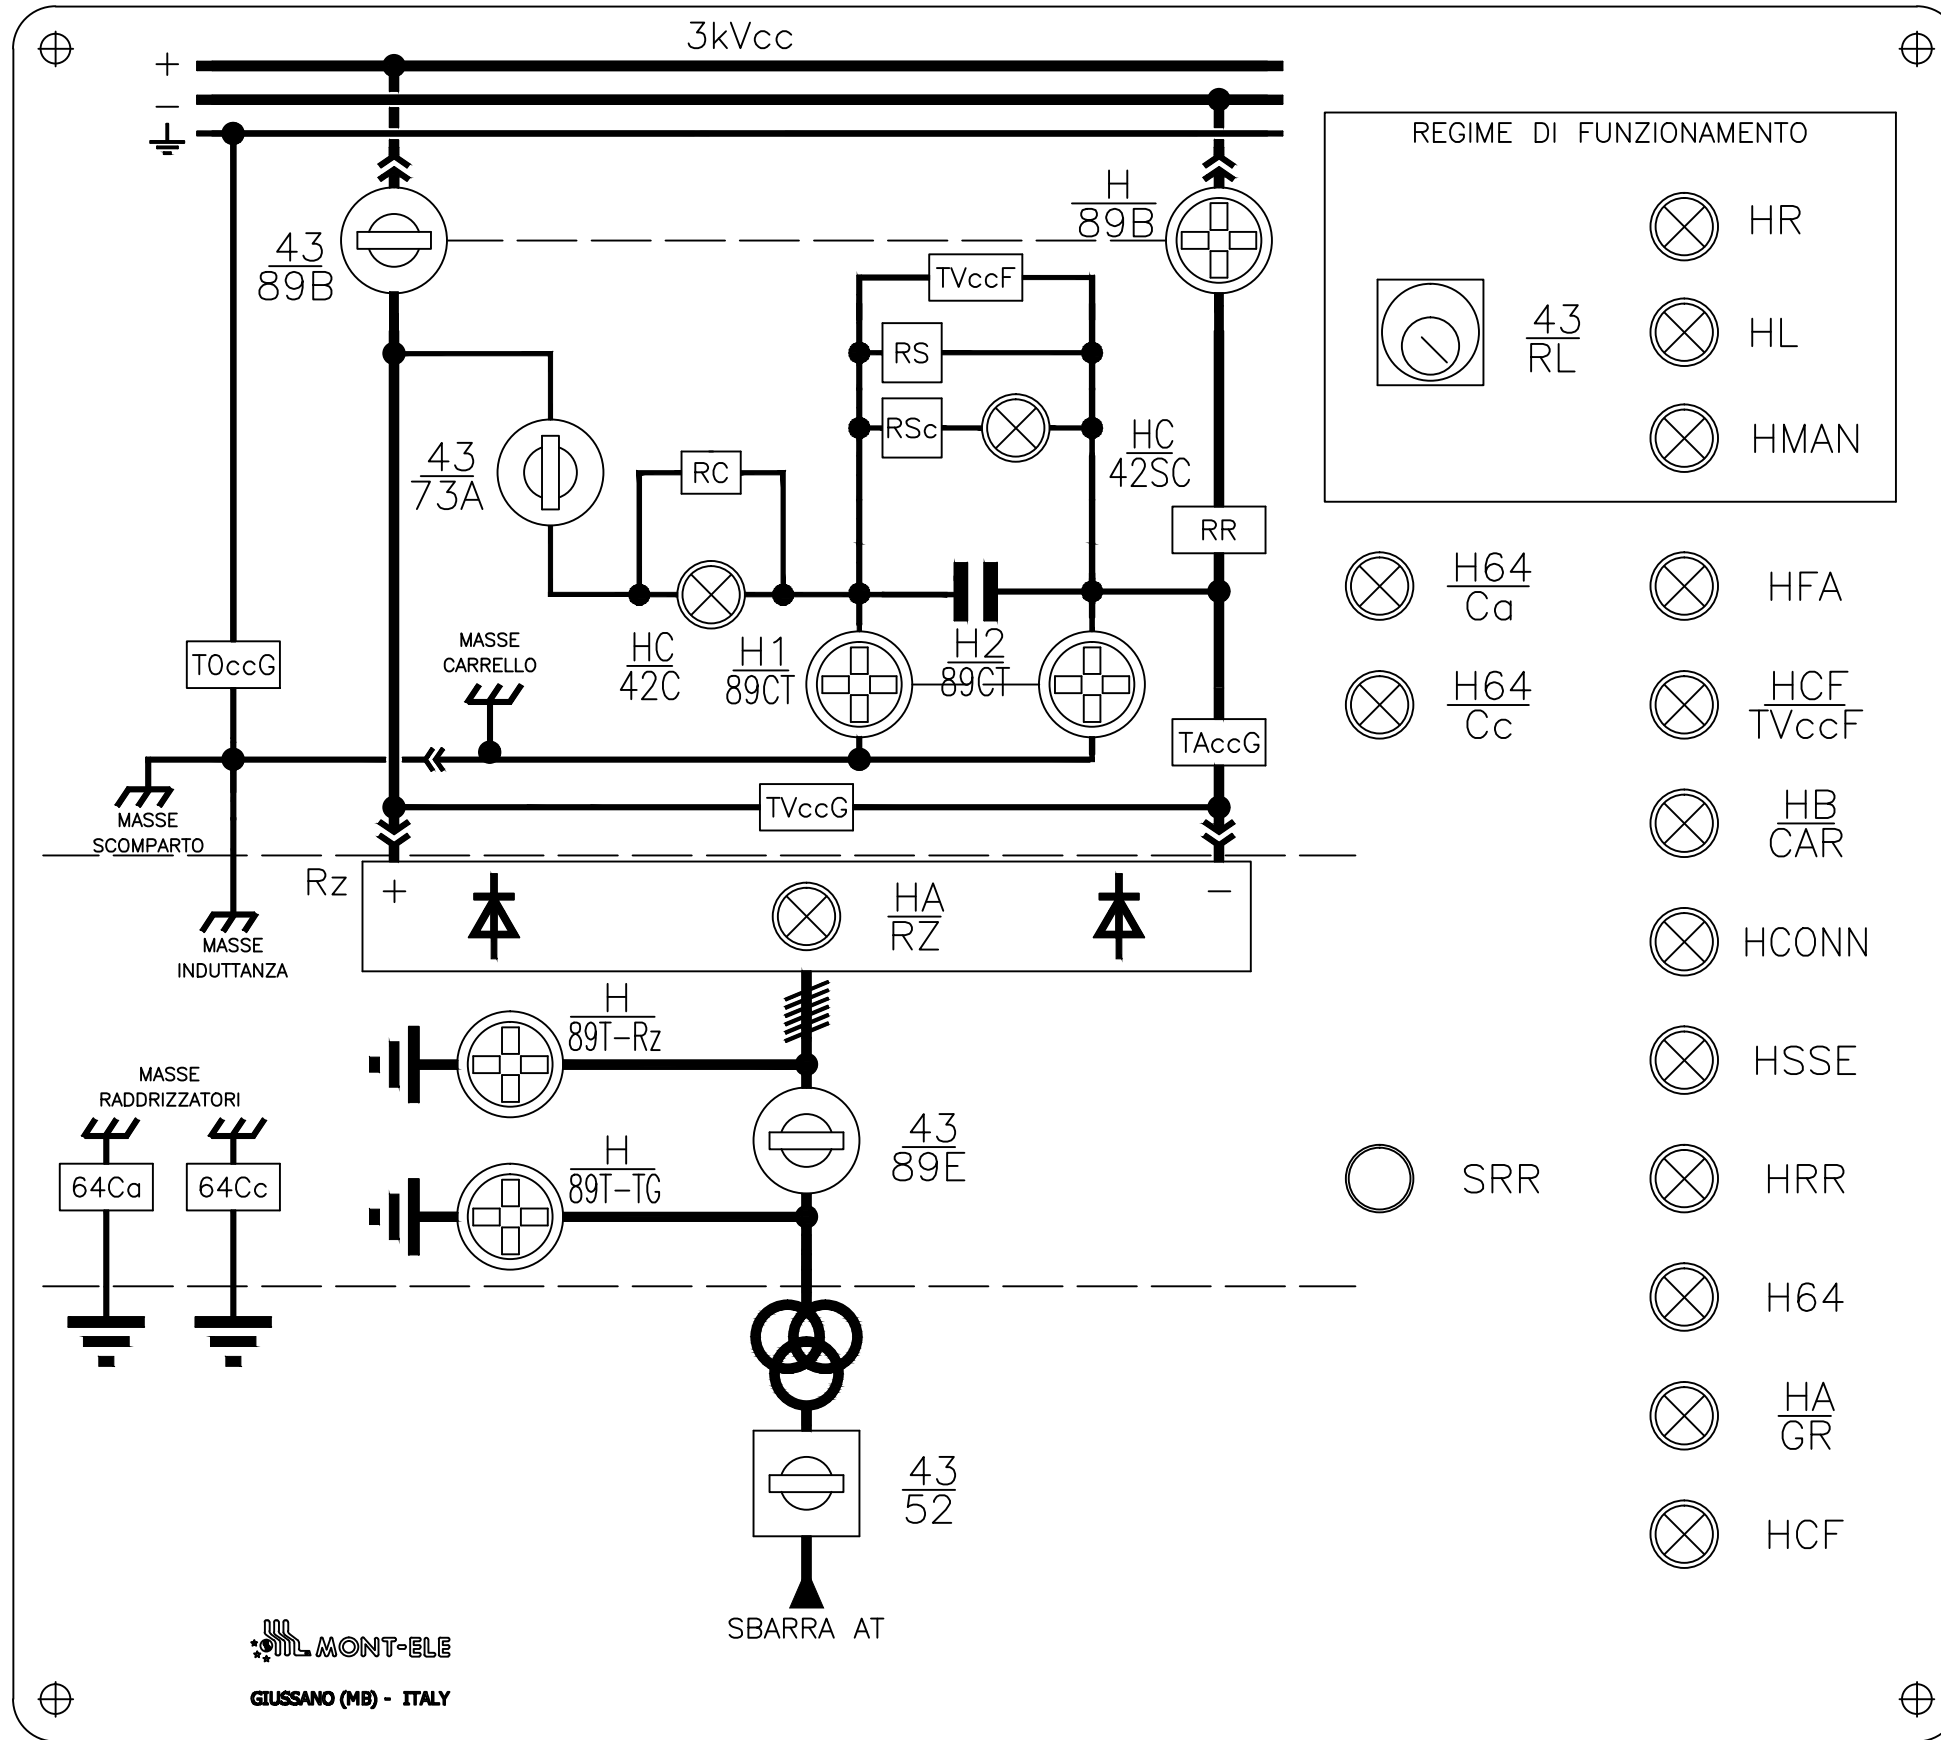 3kVcc
+
−
REGIME DI FUNZIONAMENTO
H
89B
HR
43
89B
TVccF
43
RL
HL
RS
RSc
HC
42SC
HMAN
43
73A
RC
RR
H64
Ca
HFA
MASSE
CARRELLO
HC
42C
H1
89CT
H2
89CT
TOccG
H64
Cc
HCF
TVccF
TAccG
TVccG
MASSE
SCOMPARTO
HB
CAR
Rz
+
HA
RZ
−
MASSE
INDUTTANZA
HCONN
H
89T-Rz
HSSE
MASSE
RADDRIZZATORI
43
89E
H
89T-TG
64Ca
64Cc
SRR
HRR
H64
HA
GR
43
52
HCF
SBARRA AT
MONT-ELE
GIUSSANO (MB) - ITALY